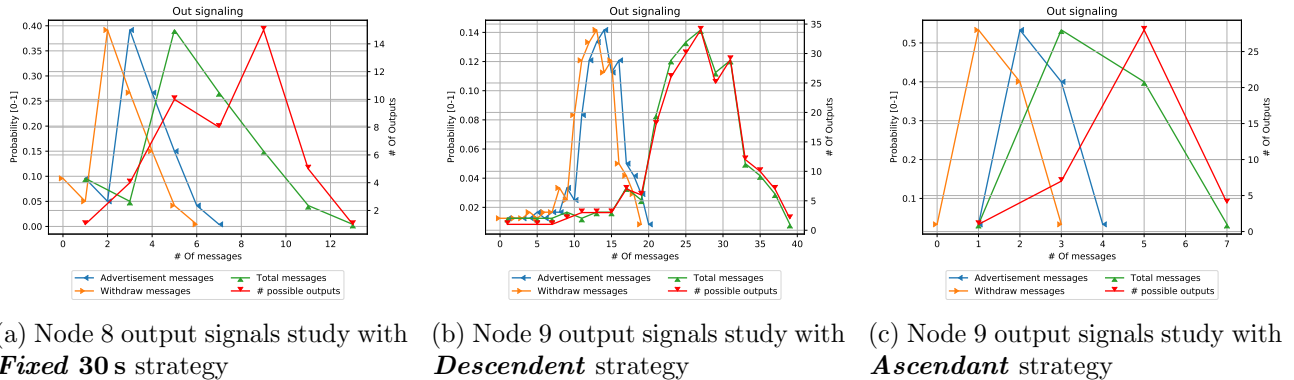 Out signaling
0.40
0.35
0.30
0.25
0.20
0.15
0.10
0.05
0.00
Probability [0-1]
14
12
10
8
6
4
2
# Of Outputs
0 2 4 6 8 10 12
# Of messages
Advertisement messages
Withdraw messages
Total messages
# possible outputs
(a) Node 8 output signals study with
Fixed 30 s strategy
Out signaling
0.14
0.12
0.10
0.08
0.06
0.04
0.02
Probability [0-1]
35
30
25
20
15
10
5
0
# Of Outputs
0 5 10 15 20 25 30 35 40
# Of messages
Advertisement messages
Withdraw messages
Total messages
# possible outputs
(b) Node 9 output signals study with
Descendent strategy
Out signaling
0.5
0.4
0.3
0.2
0.1
Probability [0-1]
25
20
15
10
5
0
# Of Outputs
0 1 2 3 4 5 6 7
# Of messages
Advertisement messages
Withdraw messages
Total messages
# possible outputs
(c) Node 9 output signals study with
Ascendant strategy